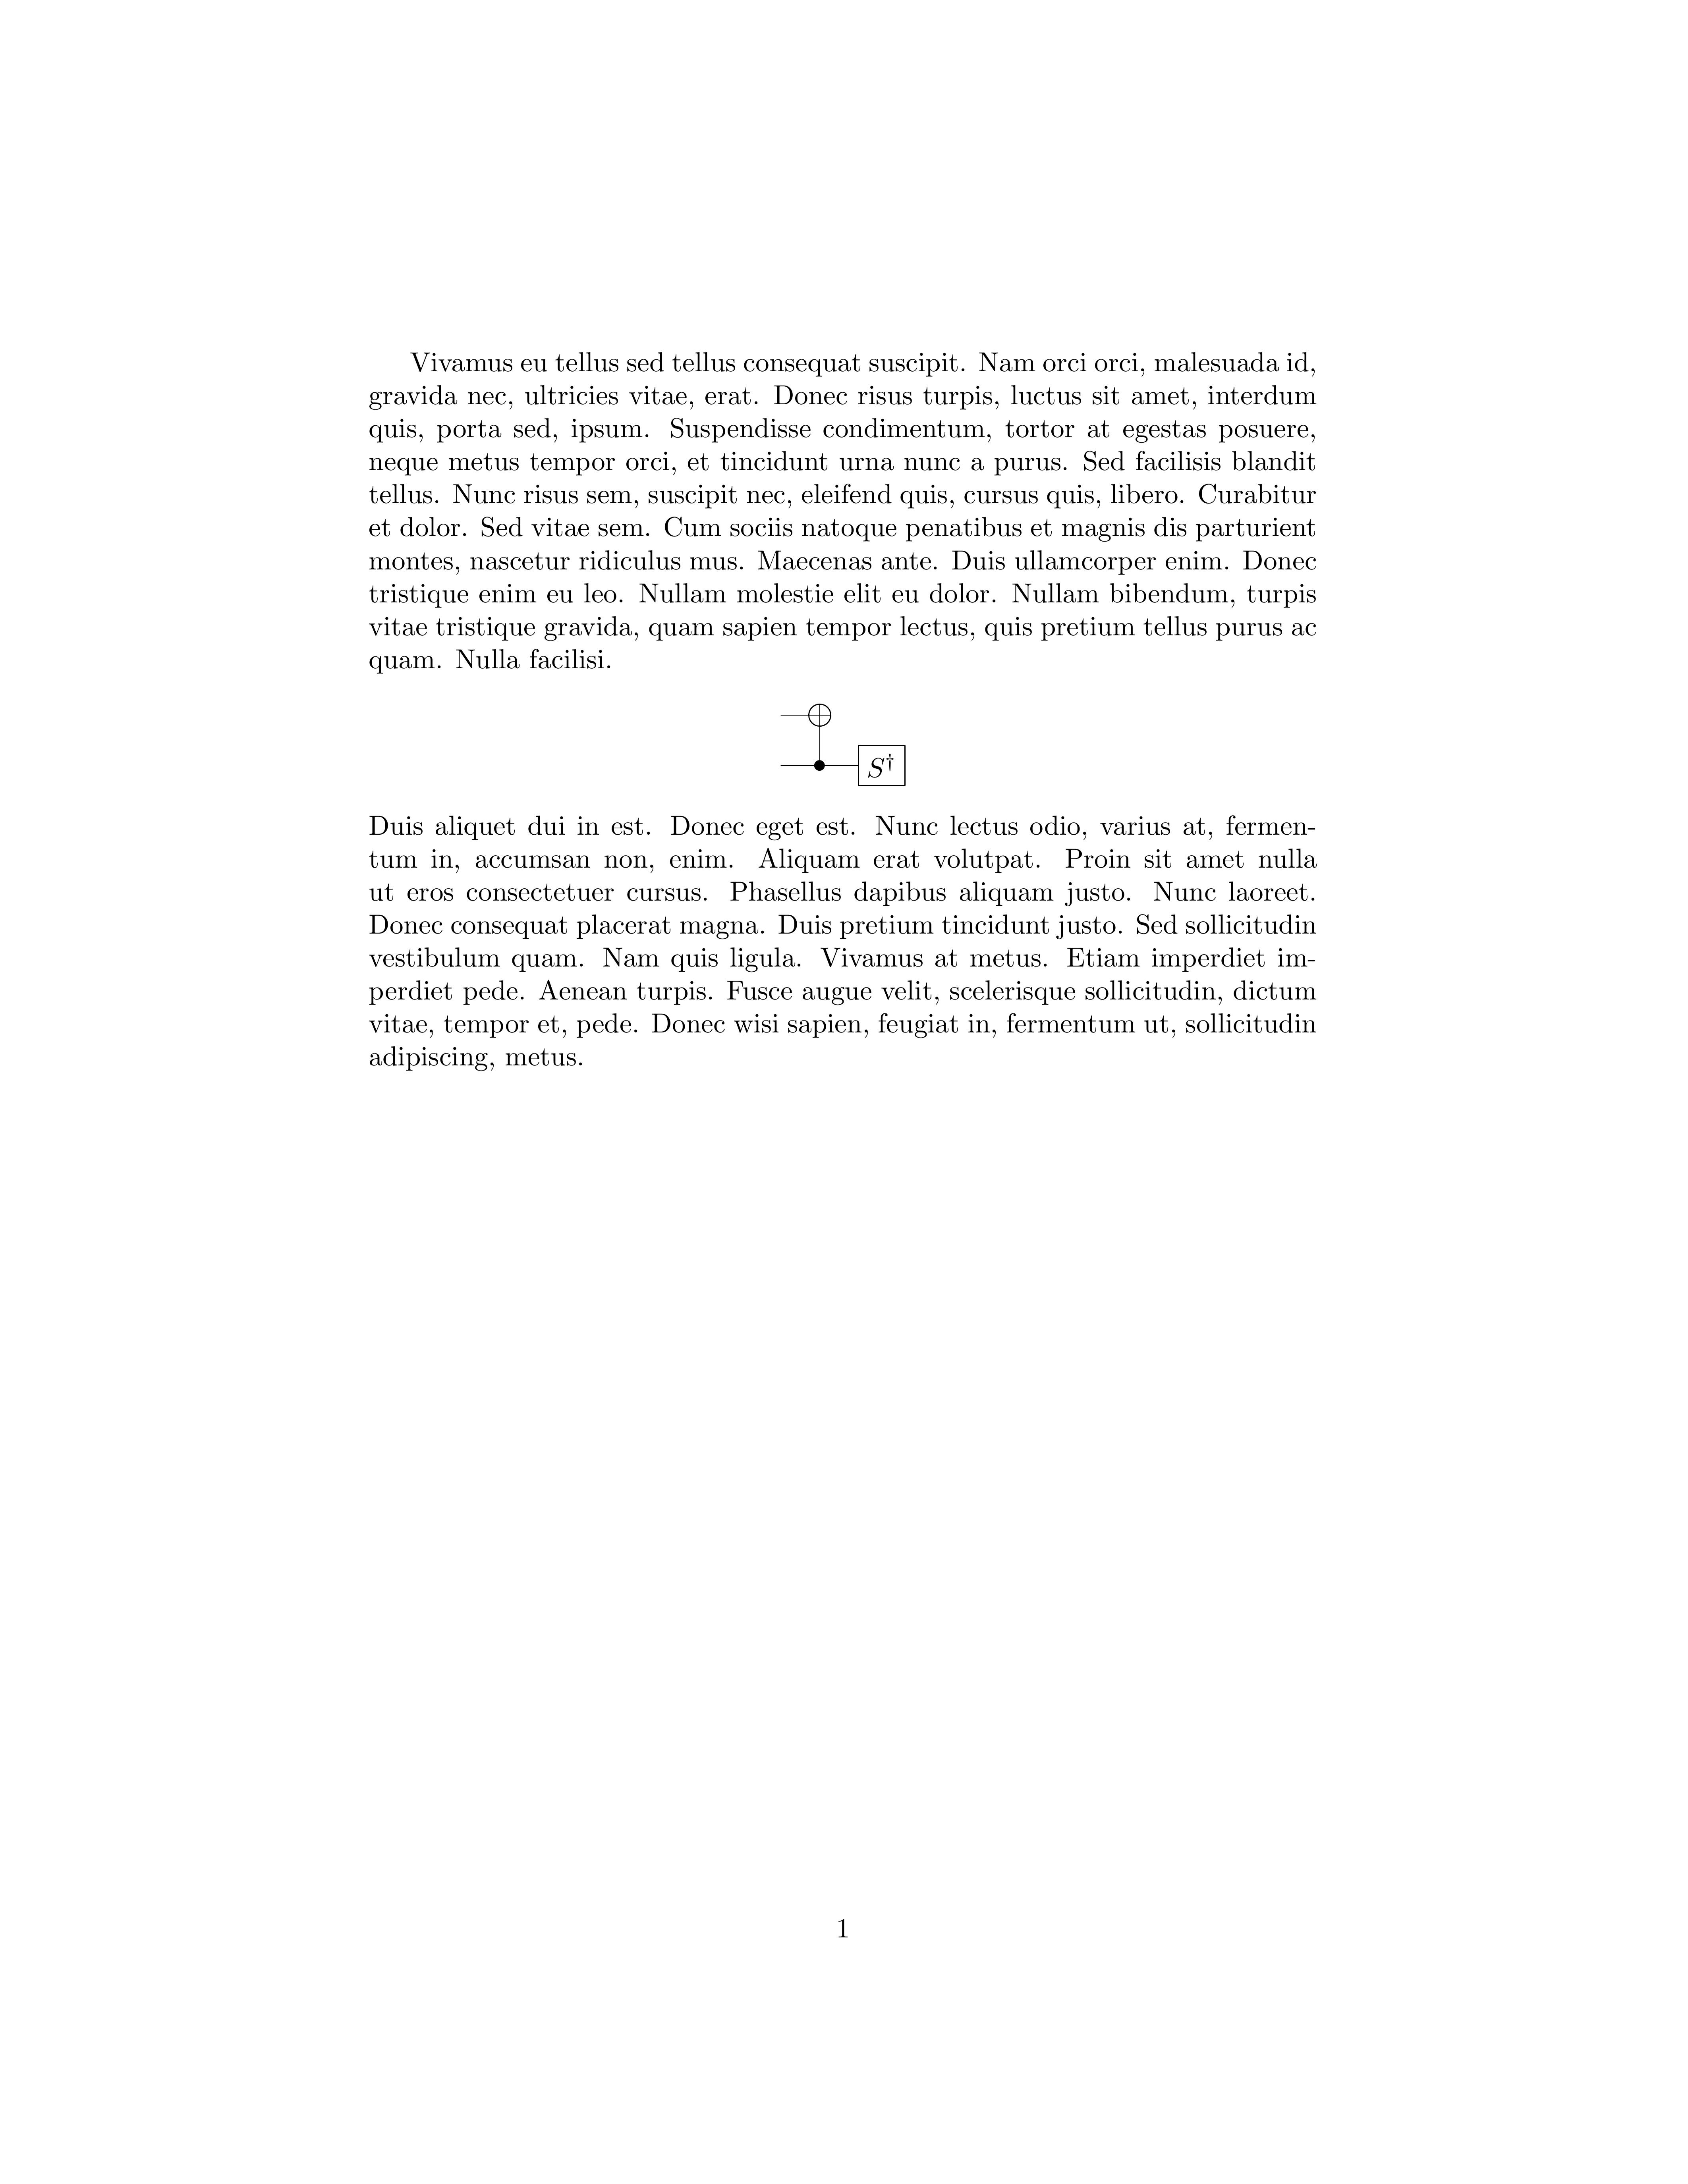 Vivamus eu tellus sed tellus consequat suscipit. Nam orci orci, malesuada id,
gravida nec, ultricies vitae, erat. Donec risus turpis, luctus sit amet, interdum
quis, porta sed, ipsum. Suspendisse condimentum, tortor at egestas posuere,
neque metus tempor orci, et tincidunt urna nunc a purus. Sed facilisis blandit
tellus. Nunc risus sem, suscipit nec, eleifend quis, cursus quis, libero. Curabitur
et dolor. Sed vitae sem. Cum sociis natoque penatibus et magnis dis parturient
montes, nascetur ridiculus mus. Maecenas ante. Duis ullamcorper enim. Donec
tristique enim eu leo. Nullam molestie elit eu dolor. Nullam bibendum, turpis
vitae tristique gravida, quam sapien tempor lectus, quis pretium tellus purus ac
quam. Nulla facilisi.
S†
Duis aliquet dui in est. Donec eget est. Nunc lectus odio, varius at, fermen-
tum in, accumsan non, enim. Aliquam erat volutpat. Proin sit amet nulla
ut eros consectetuer cursus. Phasellus dapibus aliquam justo. Nunc laoreet.
Donec consequat placerat magna. Duis pretium tincidunt justo. Sed sollicitudin
vestibulum quam. Nam quis ligula. Vivamus at metus. Etiam imperdiet im-
perdiet pede. Aenean turpis. Fusce augue velit, scelerisque sollicitudin, dictum
vitae, tempor et, pede. Donec wisi sapien, feugiat in, fermentum ut, sollicitudin
adipiscing, metus.
1